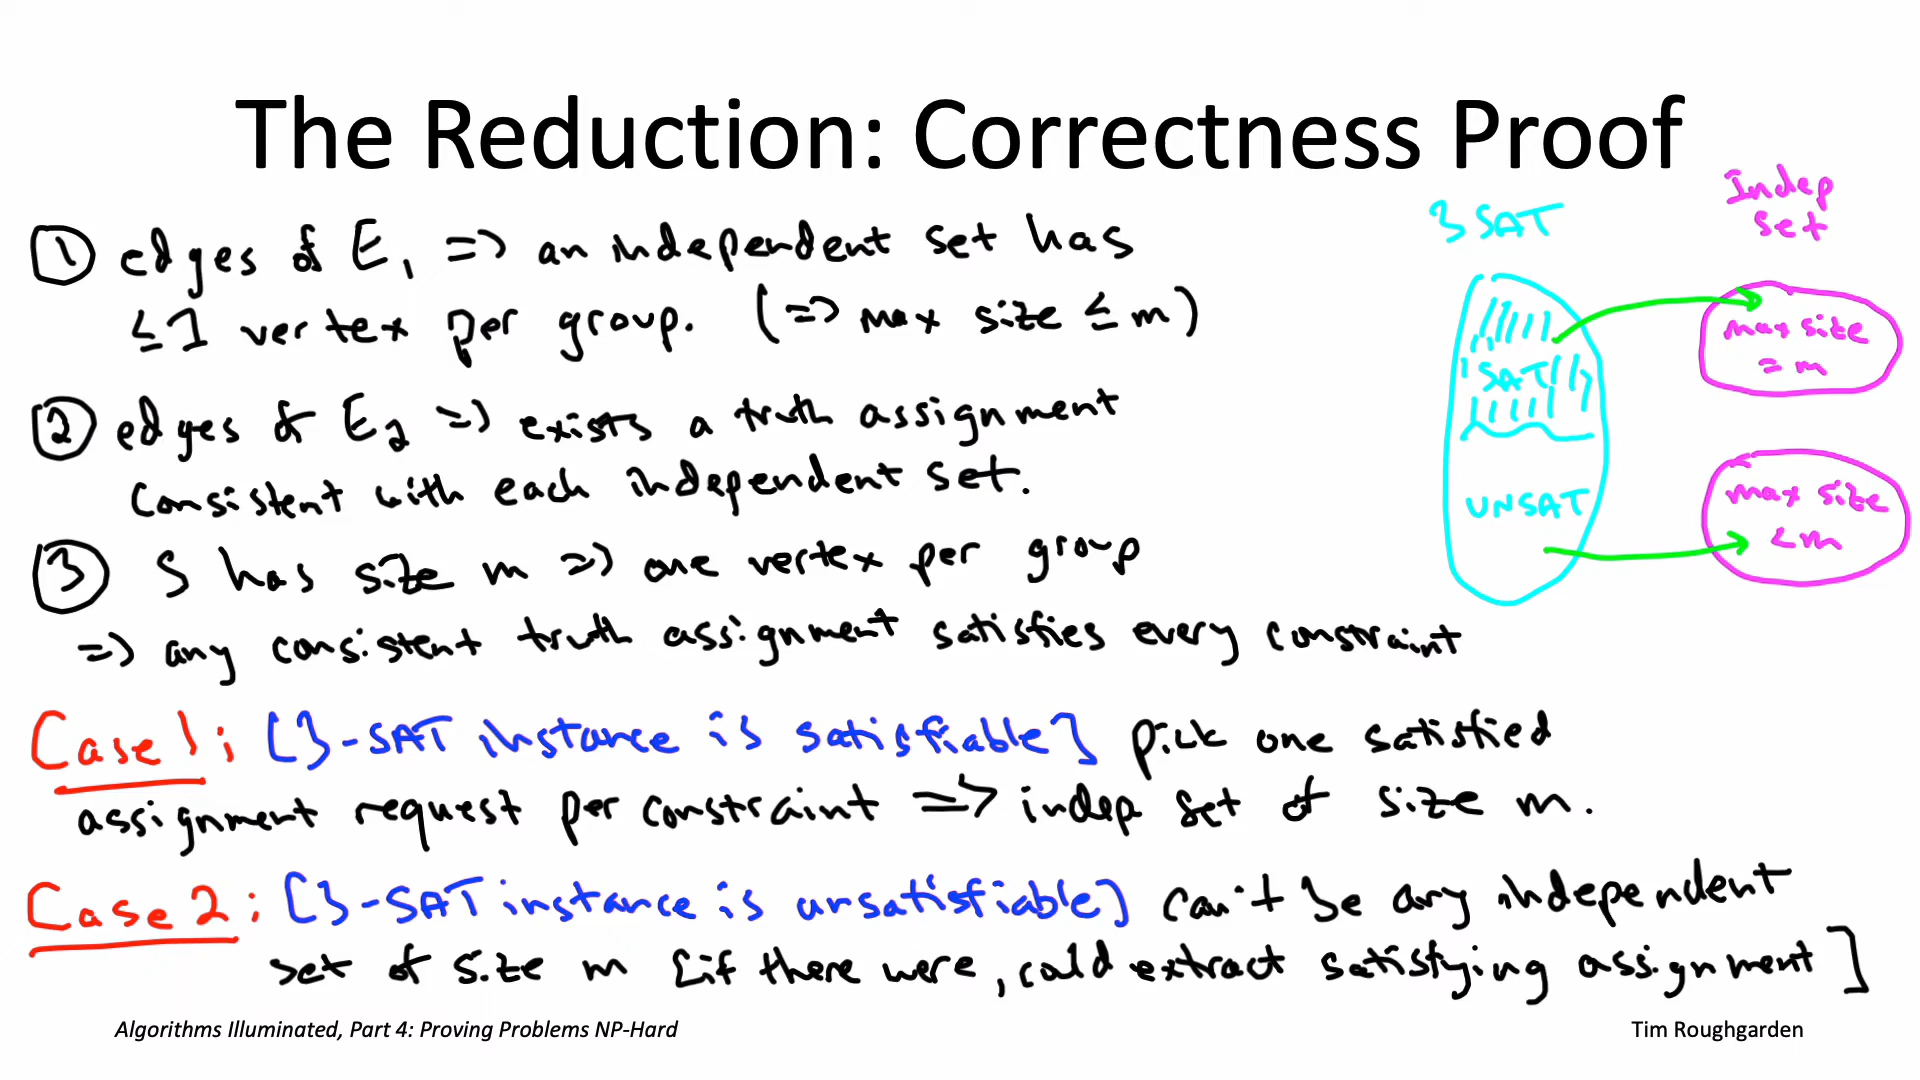 The Reduction: Correctness Proof
① edges of E₁ => an independent set has
≤ 1 vertex per group. (=> max size ≤ m)
② edges of E₂ => exists a truth assignment
consistent with each independent set.
③ S has size m => one vertex per group
=> any consistent truth assignment satisfies every constraint
Case 1: [3-SAT instance is satisfiable] pick one satisfied
assignment request per constraint => indep set of size m.
Case 2: [3-SAT instance is unsatisfiable] can't be any independent
set of size m [if there were, could extract satisfying assignment]
3SAT
SAT
UNSAT
Indep
set
max size
= m
max size
< m
Algorithms Illuminated, Part 4: Proving Problems NP-Hard
Tim Roughgarden